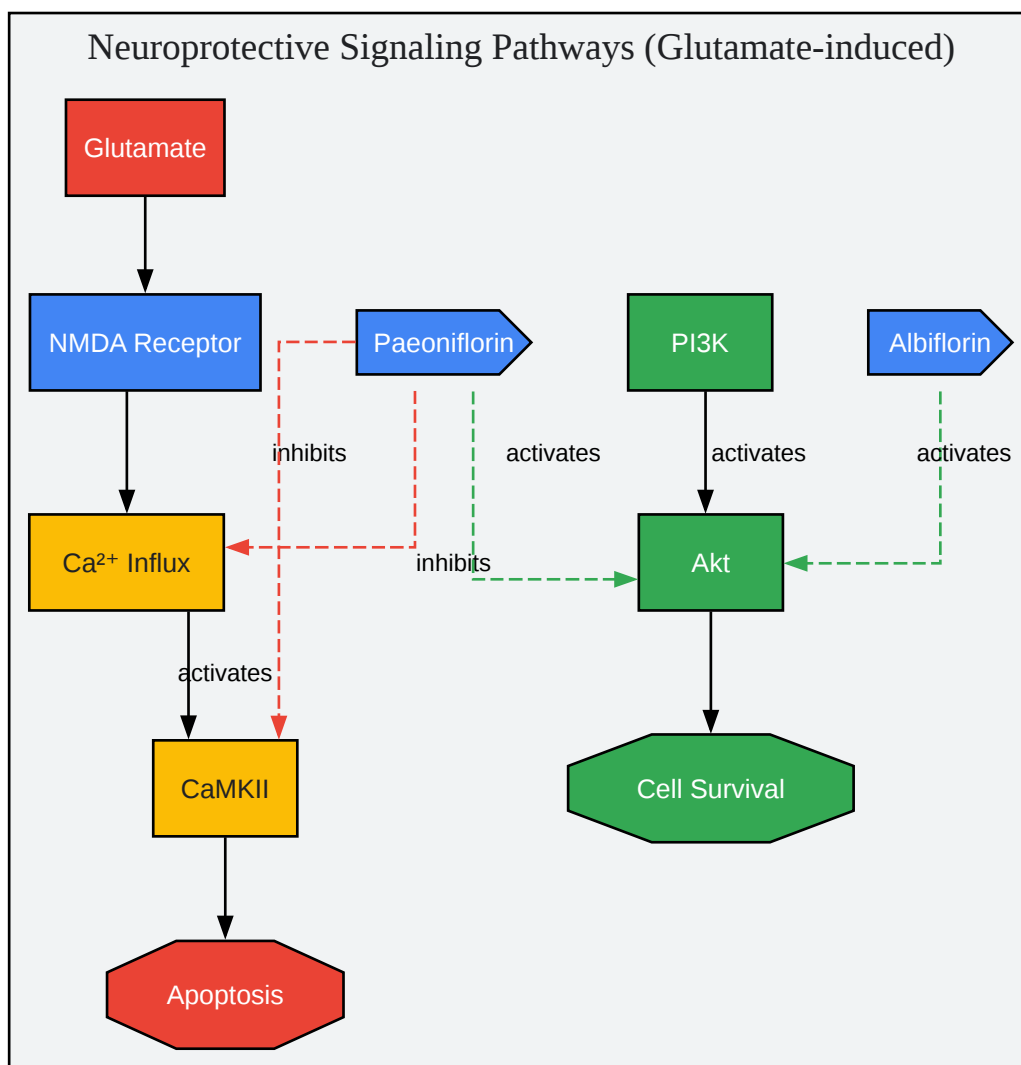 Neuroprotective Signaling Pathways (Glutamate-induced)
Glutamate
NMDA Receptor
Paeoniflorin
PI3K
Albiflorin
inhibits
activates
activates
activates
Ca²⁺ Influx
inhibits
Akt
activates
CaMKII
Cell Survival
Apoptosis